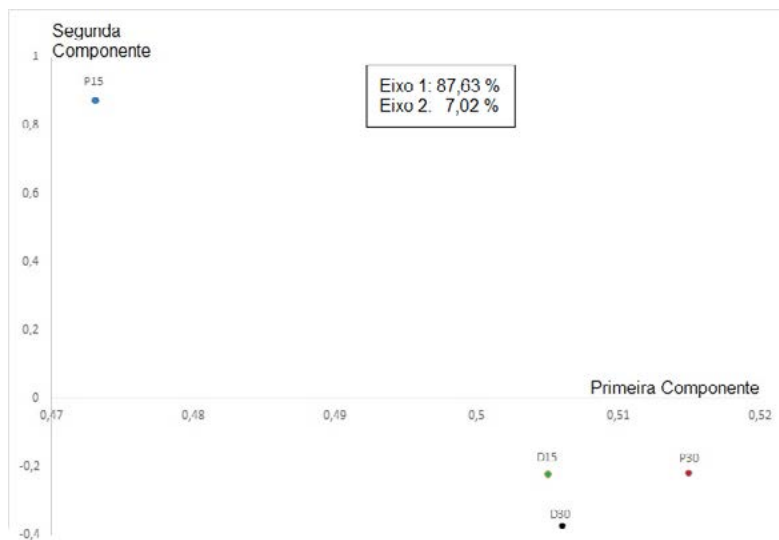 Segunda
Componente
1
P15
Eixo 1: 87,63 %
Eixo 2. 7,02 %
0,8
0,6
0,4
0,2
Primeira Componente
0
0,47
0,48
0,49
0,5
0,51
0,52
-0,2
D15
P30
D30
-0,4